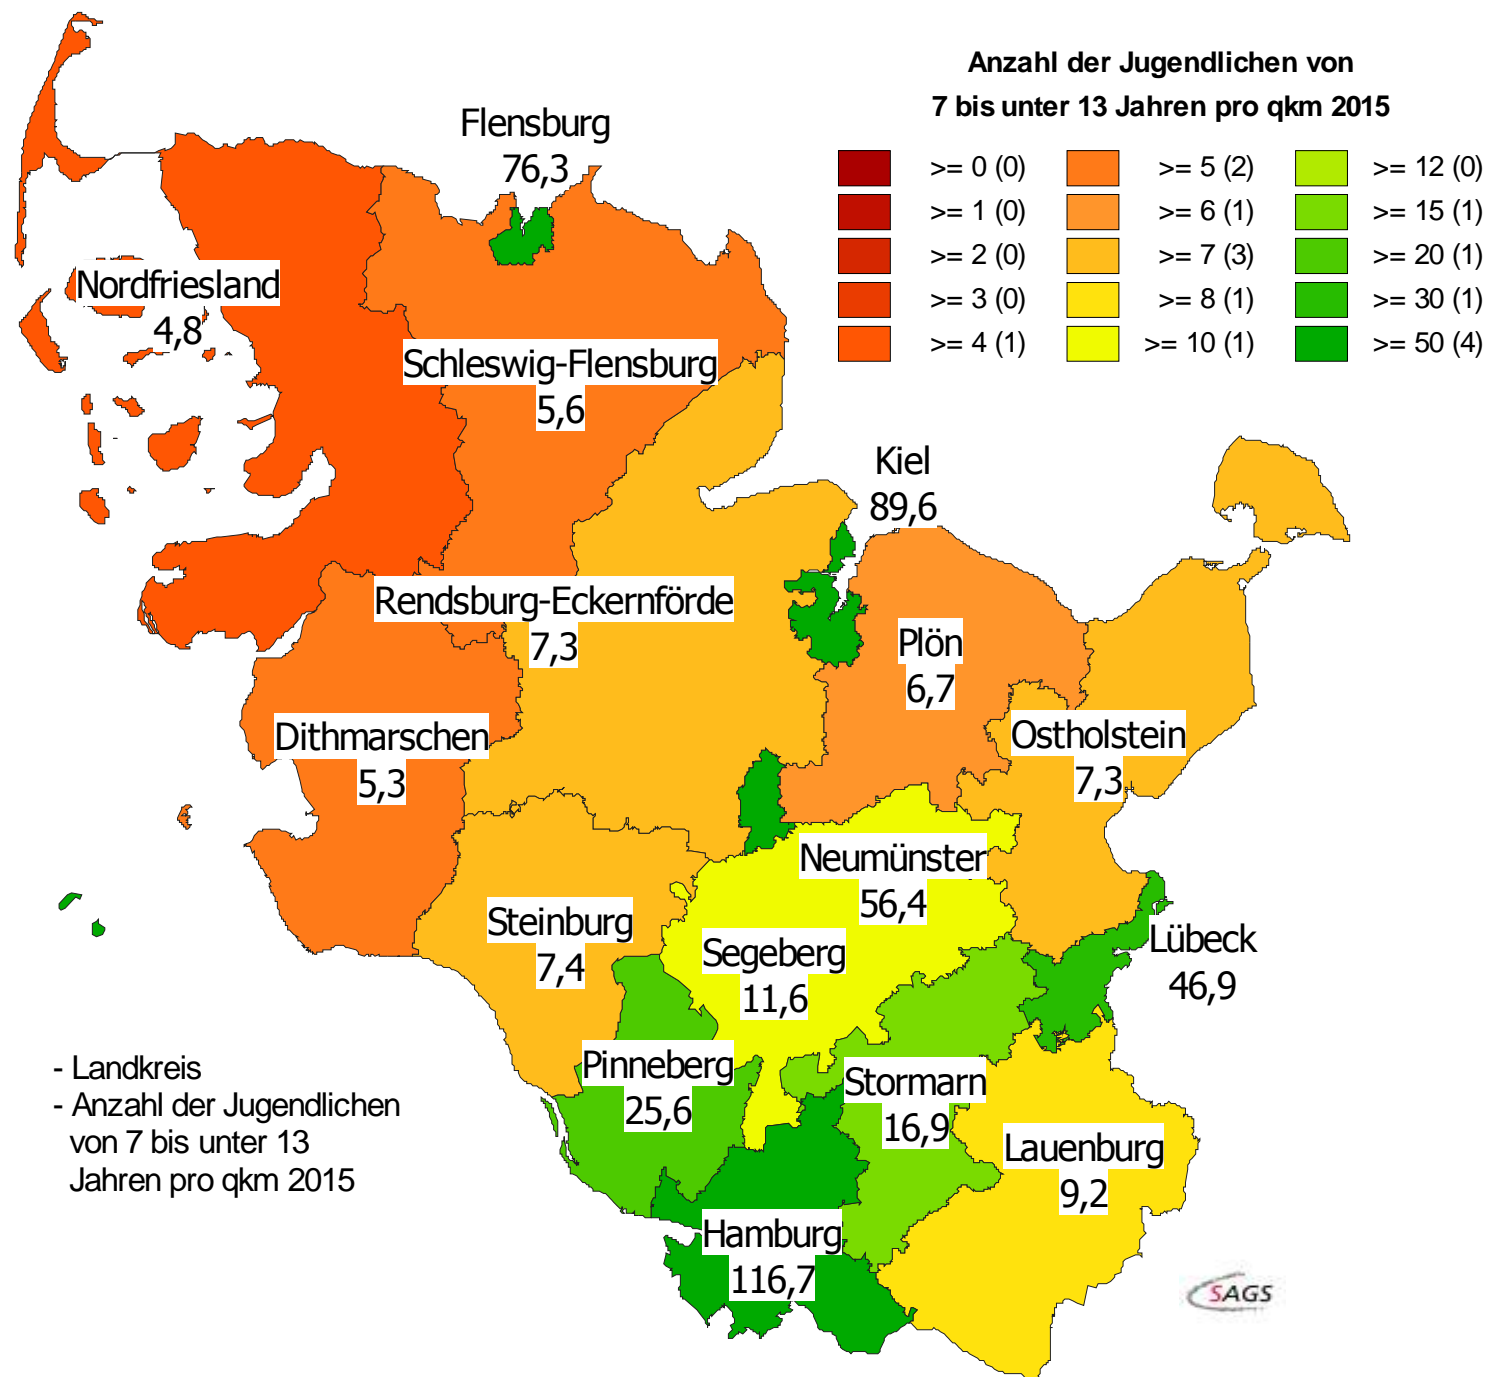 Anzahl der Jugendlichen von
7 bis unter 13 Jahren pro qkm 2015
>= 0 (0)
>= 5 (2)
>= 12 (0)
>= 1 (0)
>= 6 (1)
>= 15 (1)
>= 2 (0)
>= 7 (3)
>= 20 (1)
>= 3 (0)
>= 8 (1)
>= 30 (1)
>= 4 (1)
>= 10 (1)
>= 50 (4)
Flensburg
76,3
Nordfriesland
4,8
Schleswig-Flensburg
5,6
Kiel
89,6
Rendsburg-Eckernförde
7,3
Plön
6,7
Dithmarschen
5,3
Ostholstein
7,3
Neumünster
56,4
Steinburg
7,4
Segeberg
11,6
Lübeck
46,9
Pinneberg
25,6
Stormarn
16,9
Lauenburg
9,2
Hamburg
116,7
- Landkreis
- Anzahl der Jugendlichen
von 7 bis unter 13
Jahren pro qkm 2015
SAGS